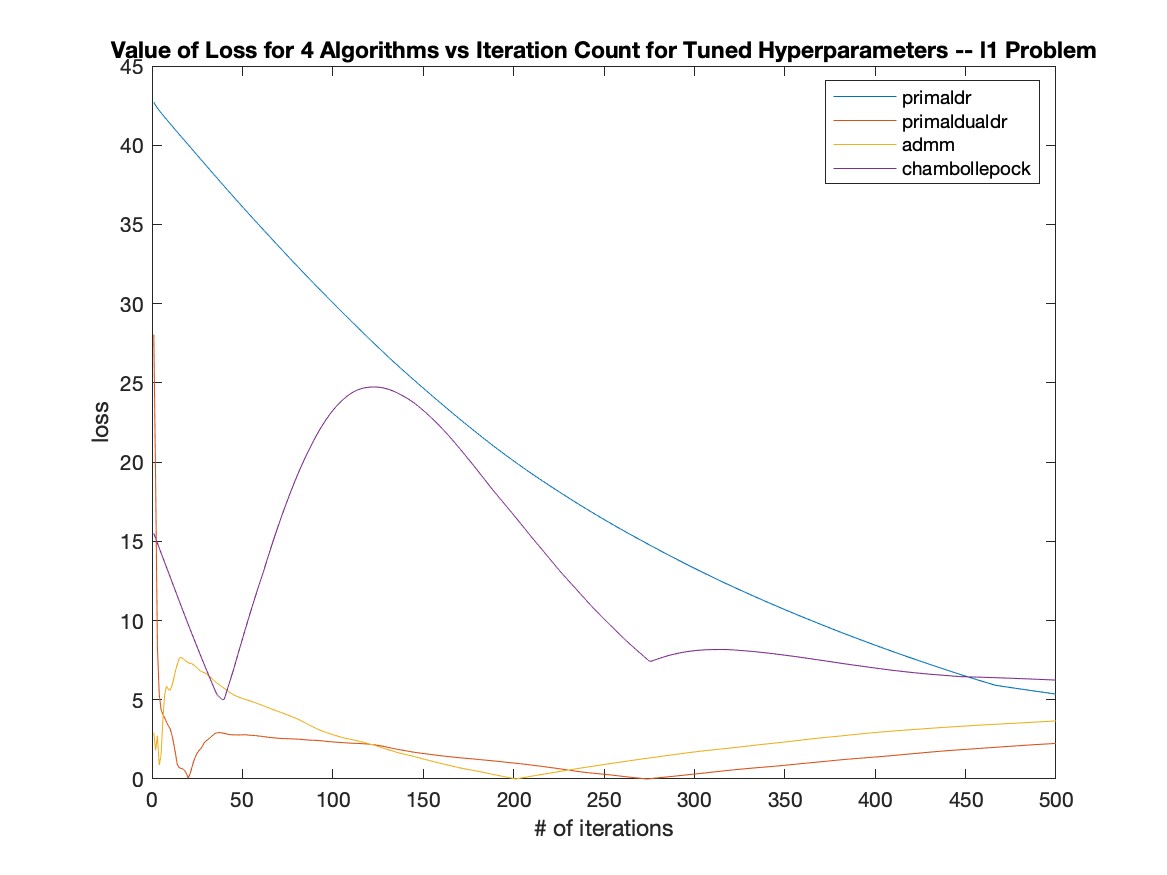 Value of Loss for 4 Algorithms vs Iteration Count for Tuned Hyperparameters -- l1 Problem
primaldr
primaldualdr
admm
chambollepock
45
40
35
30
25
20
15
10
5
0
loss
0 50 100 150 200 250 300 350 400 450 500
# of iterations